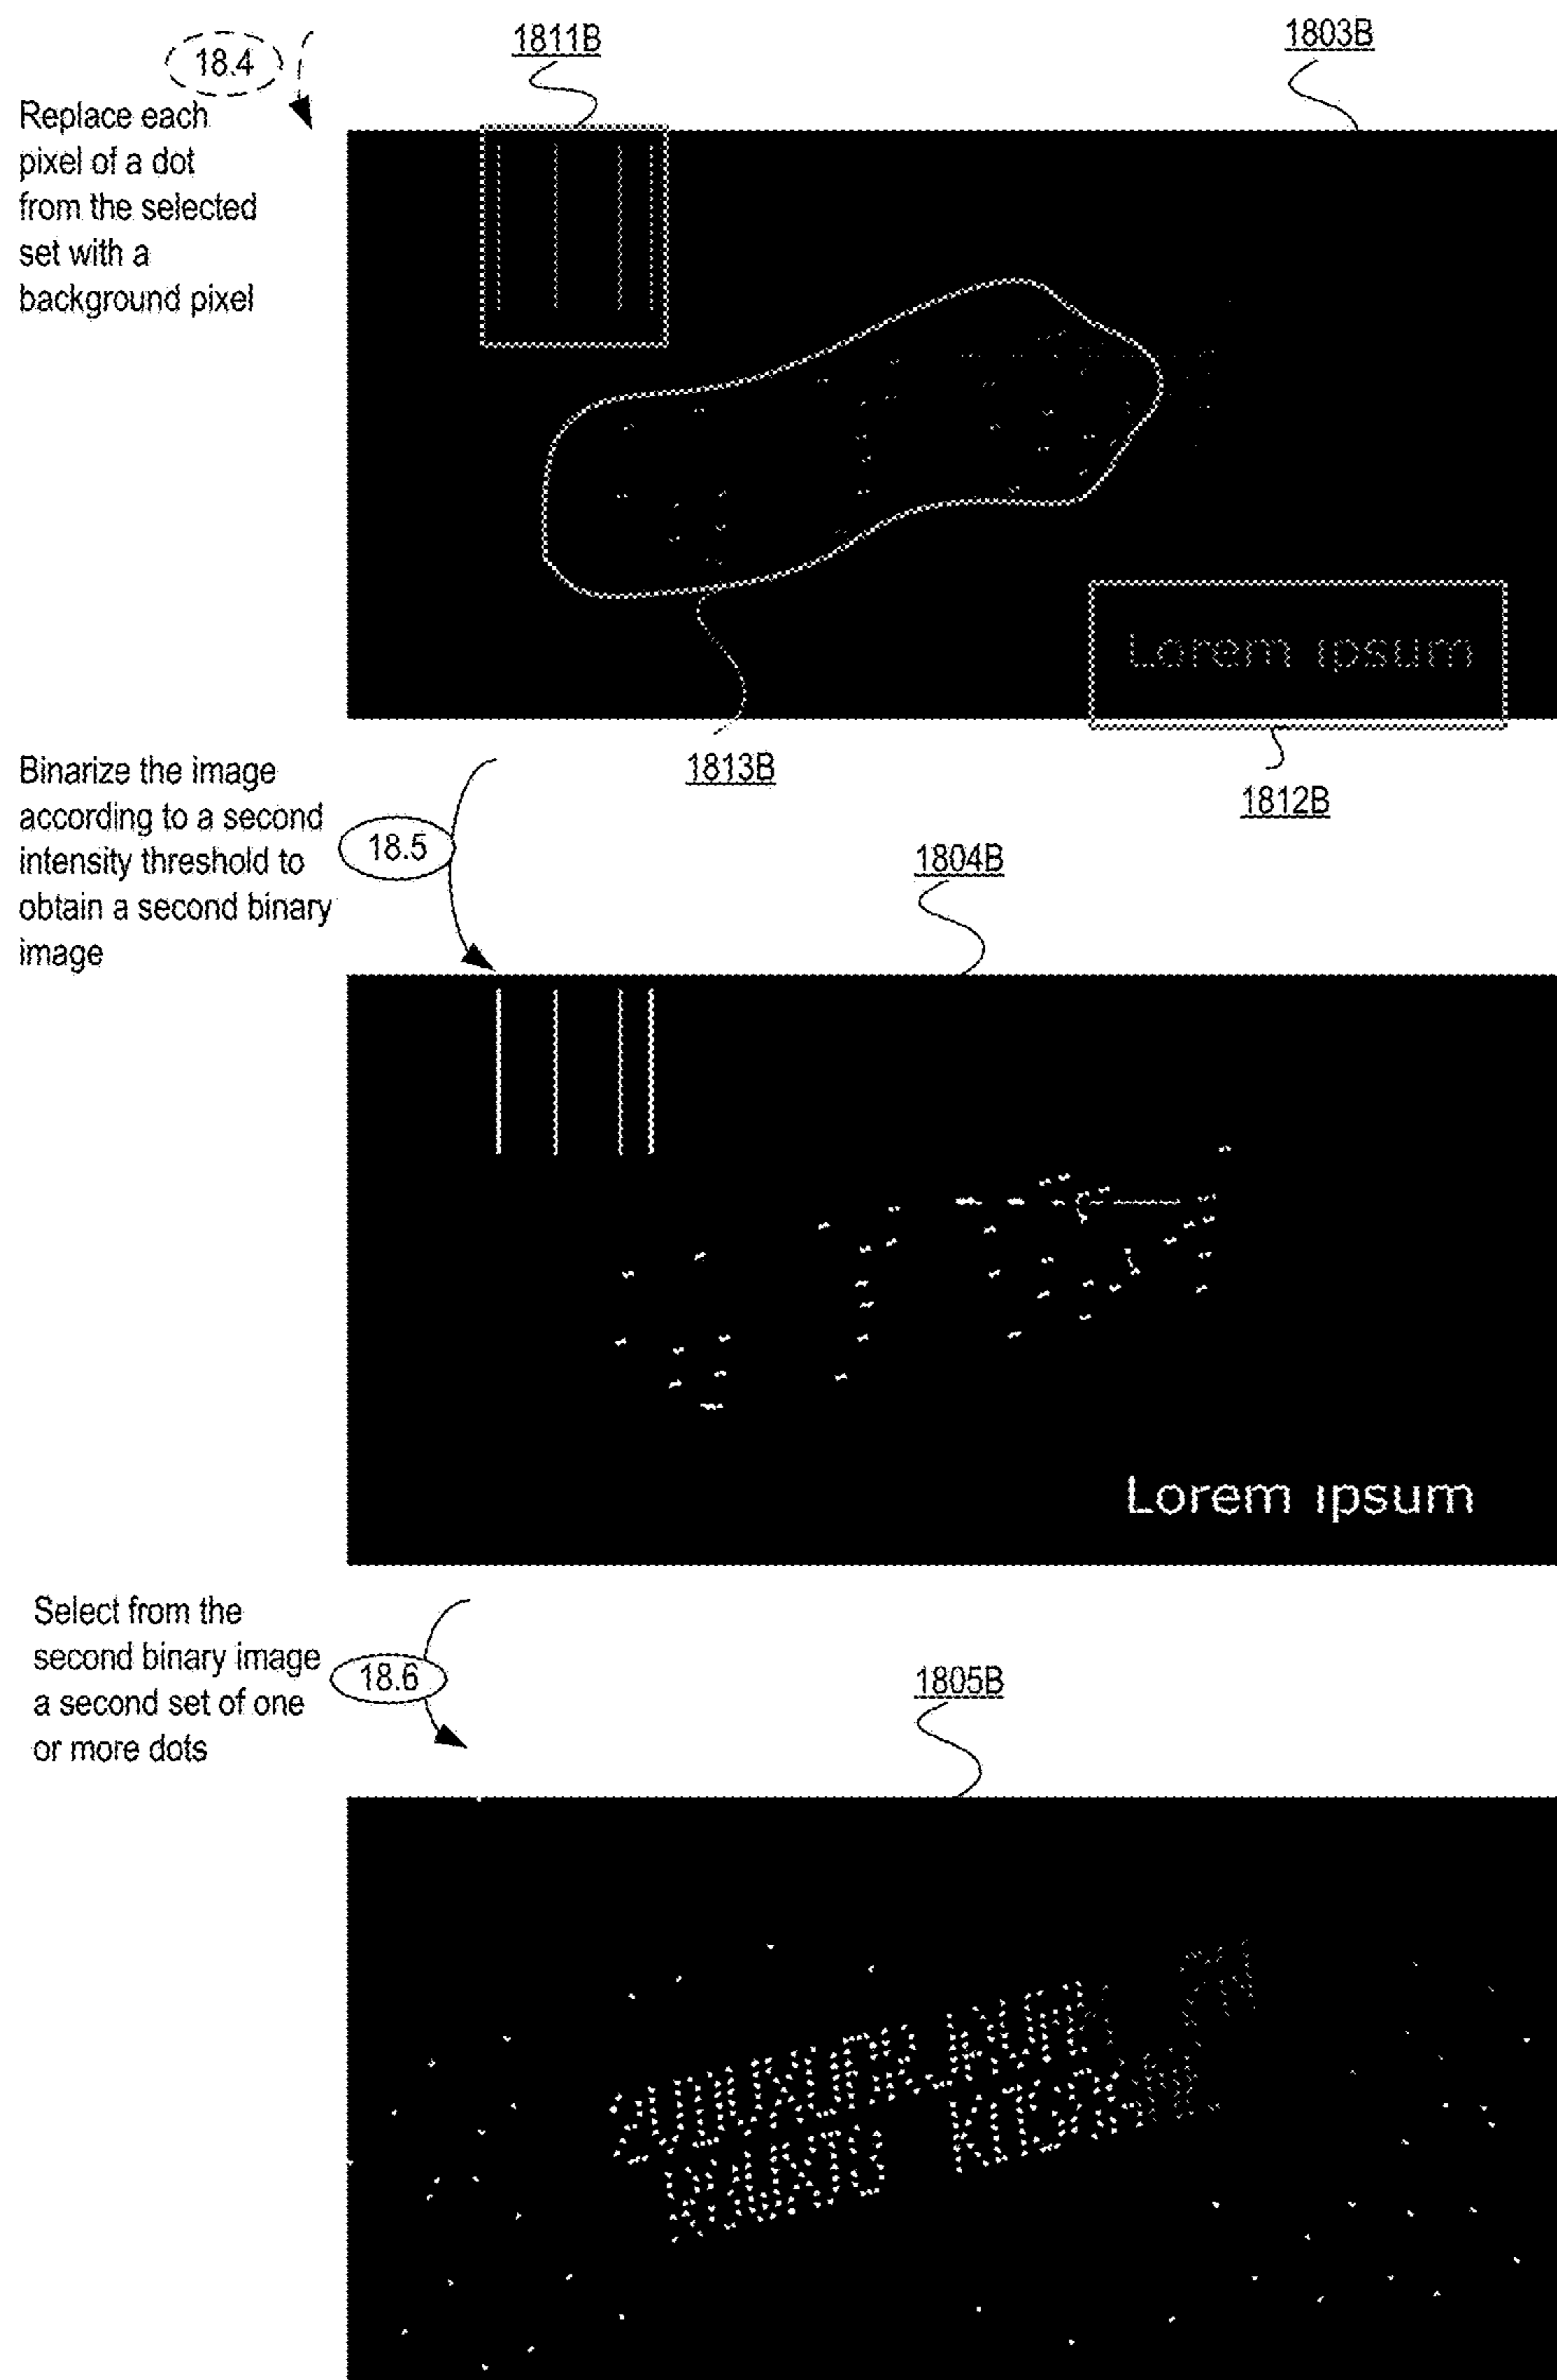 18.4
1811B
1803B
Replace each
pixel of a dot
from the selected
set with a
background pixel
Lorem ipsum
1813B
1812B
Binarize the image
according to a second
intensity threshold to
obtain a second binary
image
18.5
1804B
Lorem ipsum
Select from the
second binary image
a second set of one
or more dots
18.6
1805B